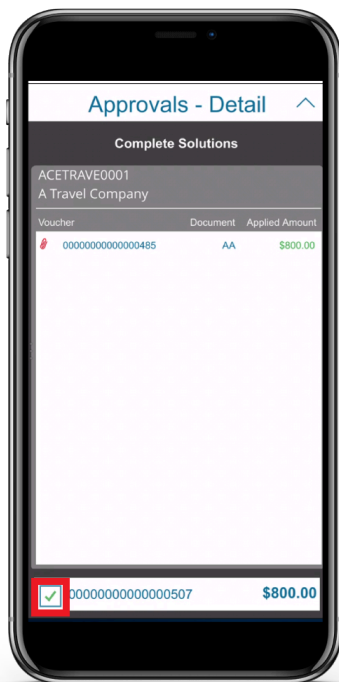 Approvals - Detail
Complete Solutions
ACETRAVE0001
A Travel Company
Voucher Document Applied Amount
00000000000000485 AA $800.00
00000000000000507 $800.00